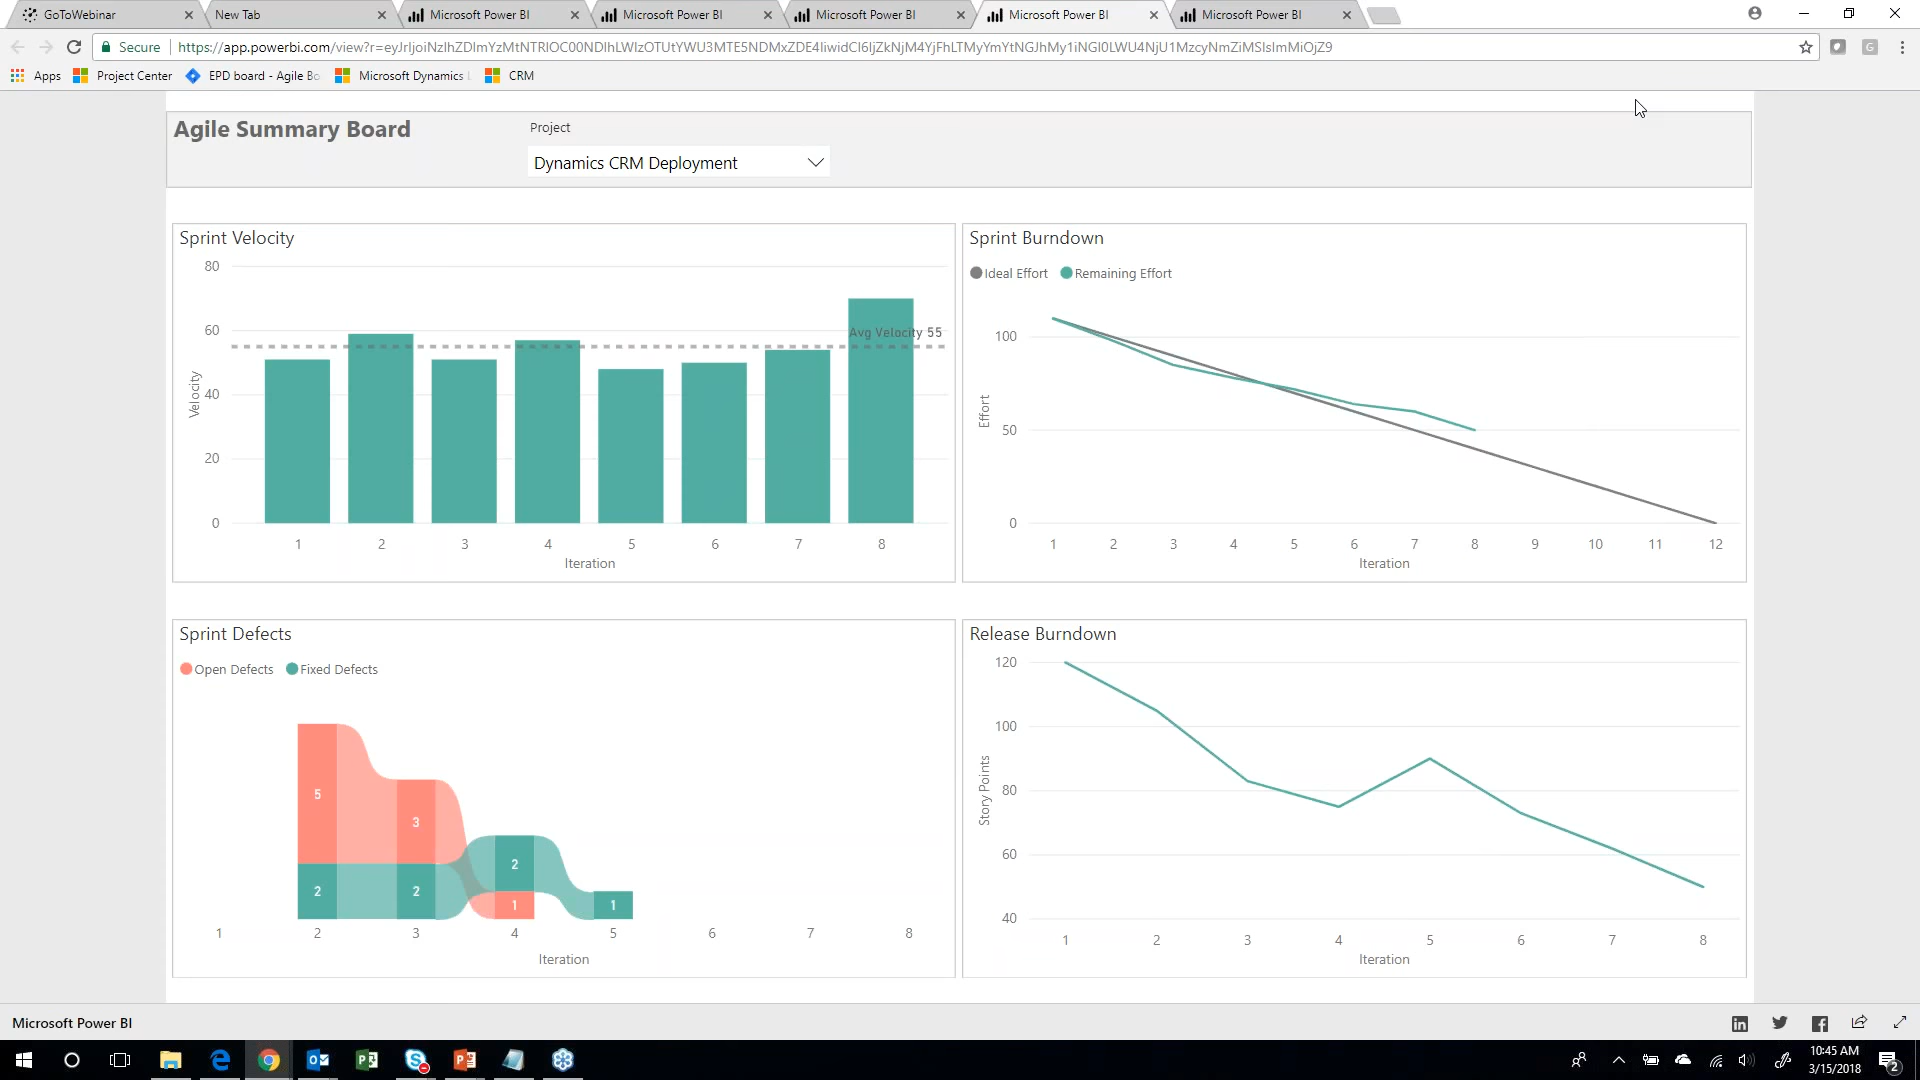 GoToWebinar
New Tab
Microsoft Power BI
Microsoft Power BI
Microsoft Power BI
Microsoft Power BI
Microsoft Power BI
Secure
Apps
Project Center
EPD board - Agile Bo
Microsoft Dynamics
CRM
Agile Summary Board
Project
Dynamics CRM Deployment
Sprint Velocity
80
60
40
20
0
Velocity
Avg Velocity 55
1 2 3 4 5 6 7 8
Iteration
Sprint Burndown
Ideal Effort Remaining Effort
100
50
0
Effort
1 2 3 4 5 6 7 8 9 10 11 12
Iteration
Sprint Defects
Open Defects Fixed Defects
5
3
2
2
2
1
1
1 2 3 4 5 6 7 8
Iteration
Release Burndown
120
100
80
60
40
Story Points
1 2 3 4 5 6 7 8
Iteration
Microsoft Power BI
10:45 AM
3/15/2018
2